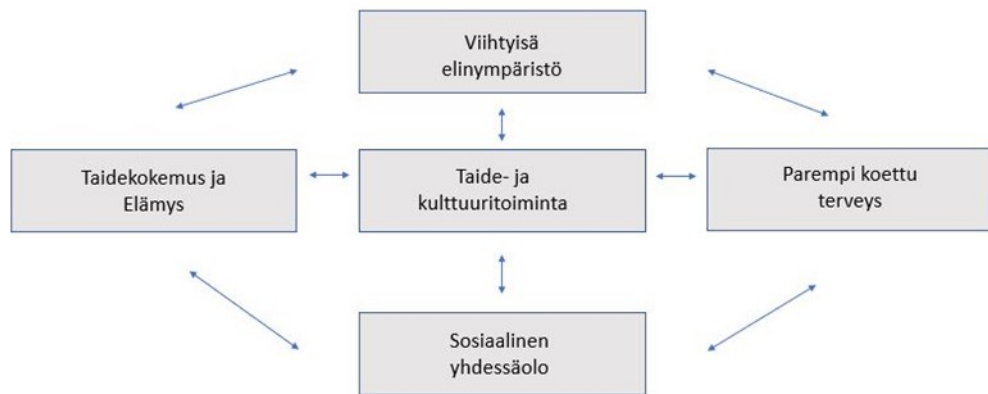 Viihtyisä
elinympäristö
Taidekokemus ja
Elämys
Taide- ja
kulttuuritoiminta
Parempi koettu
terveys
Sosiaalinen
yhdessäolo